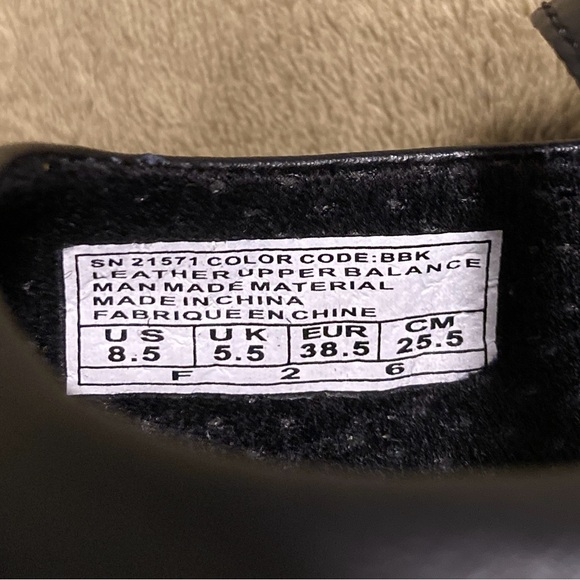 SN 21571 COLOR CODE:BBK
LEATHER UPPER BALANCE
MAN MADE MATERIAL
MADE IN CHINA
FABRIQUE EN CHINE
US UK EUR CM
8.5 5.5 38.5 25.5
F 2 6